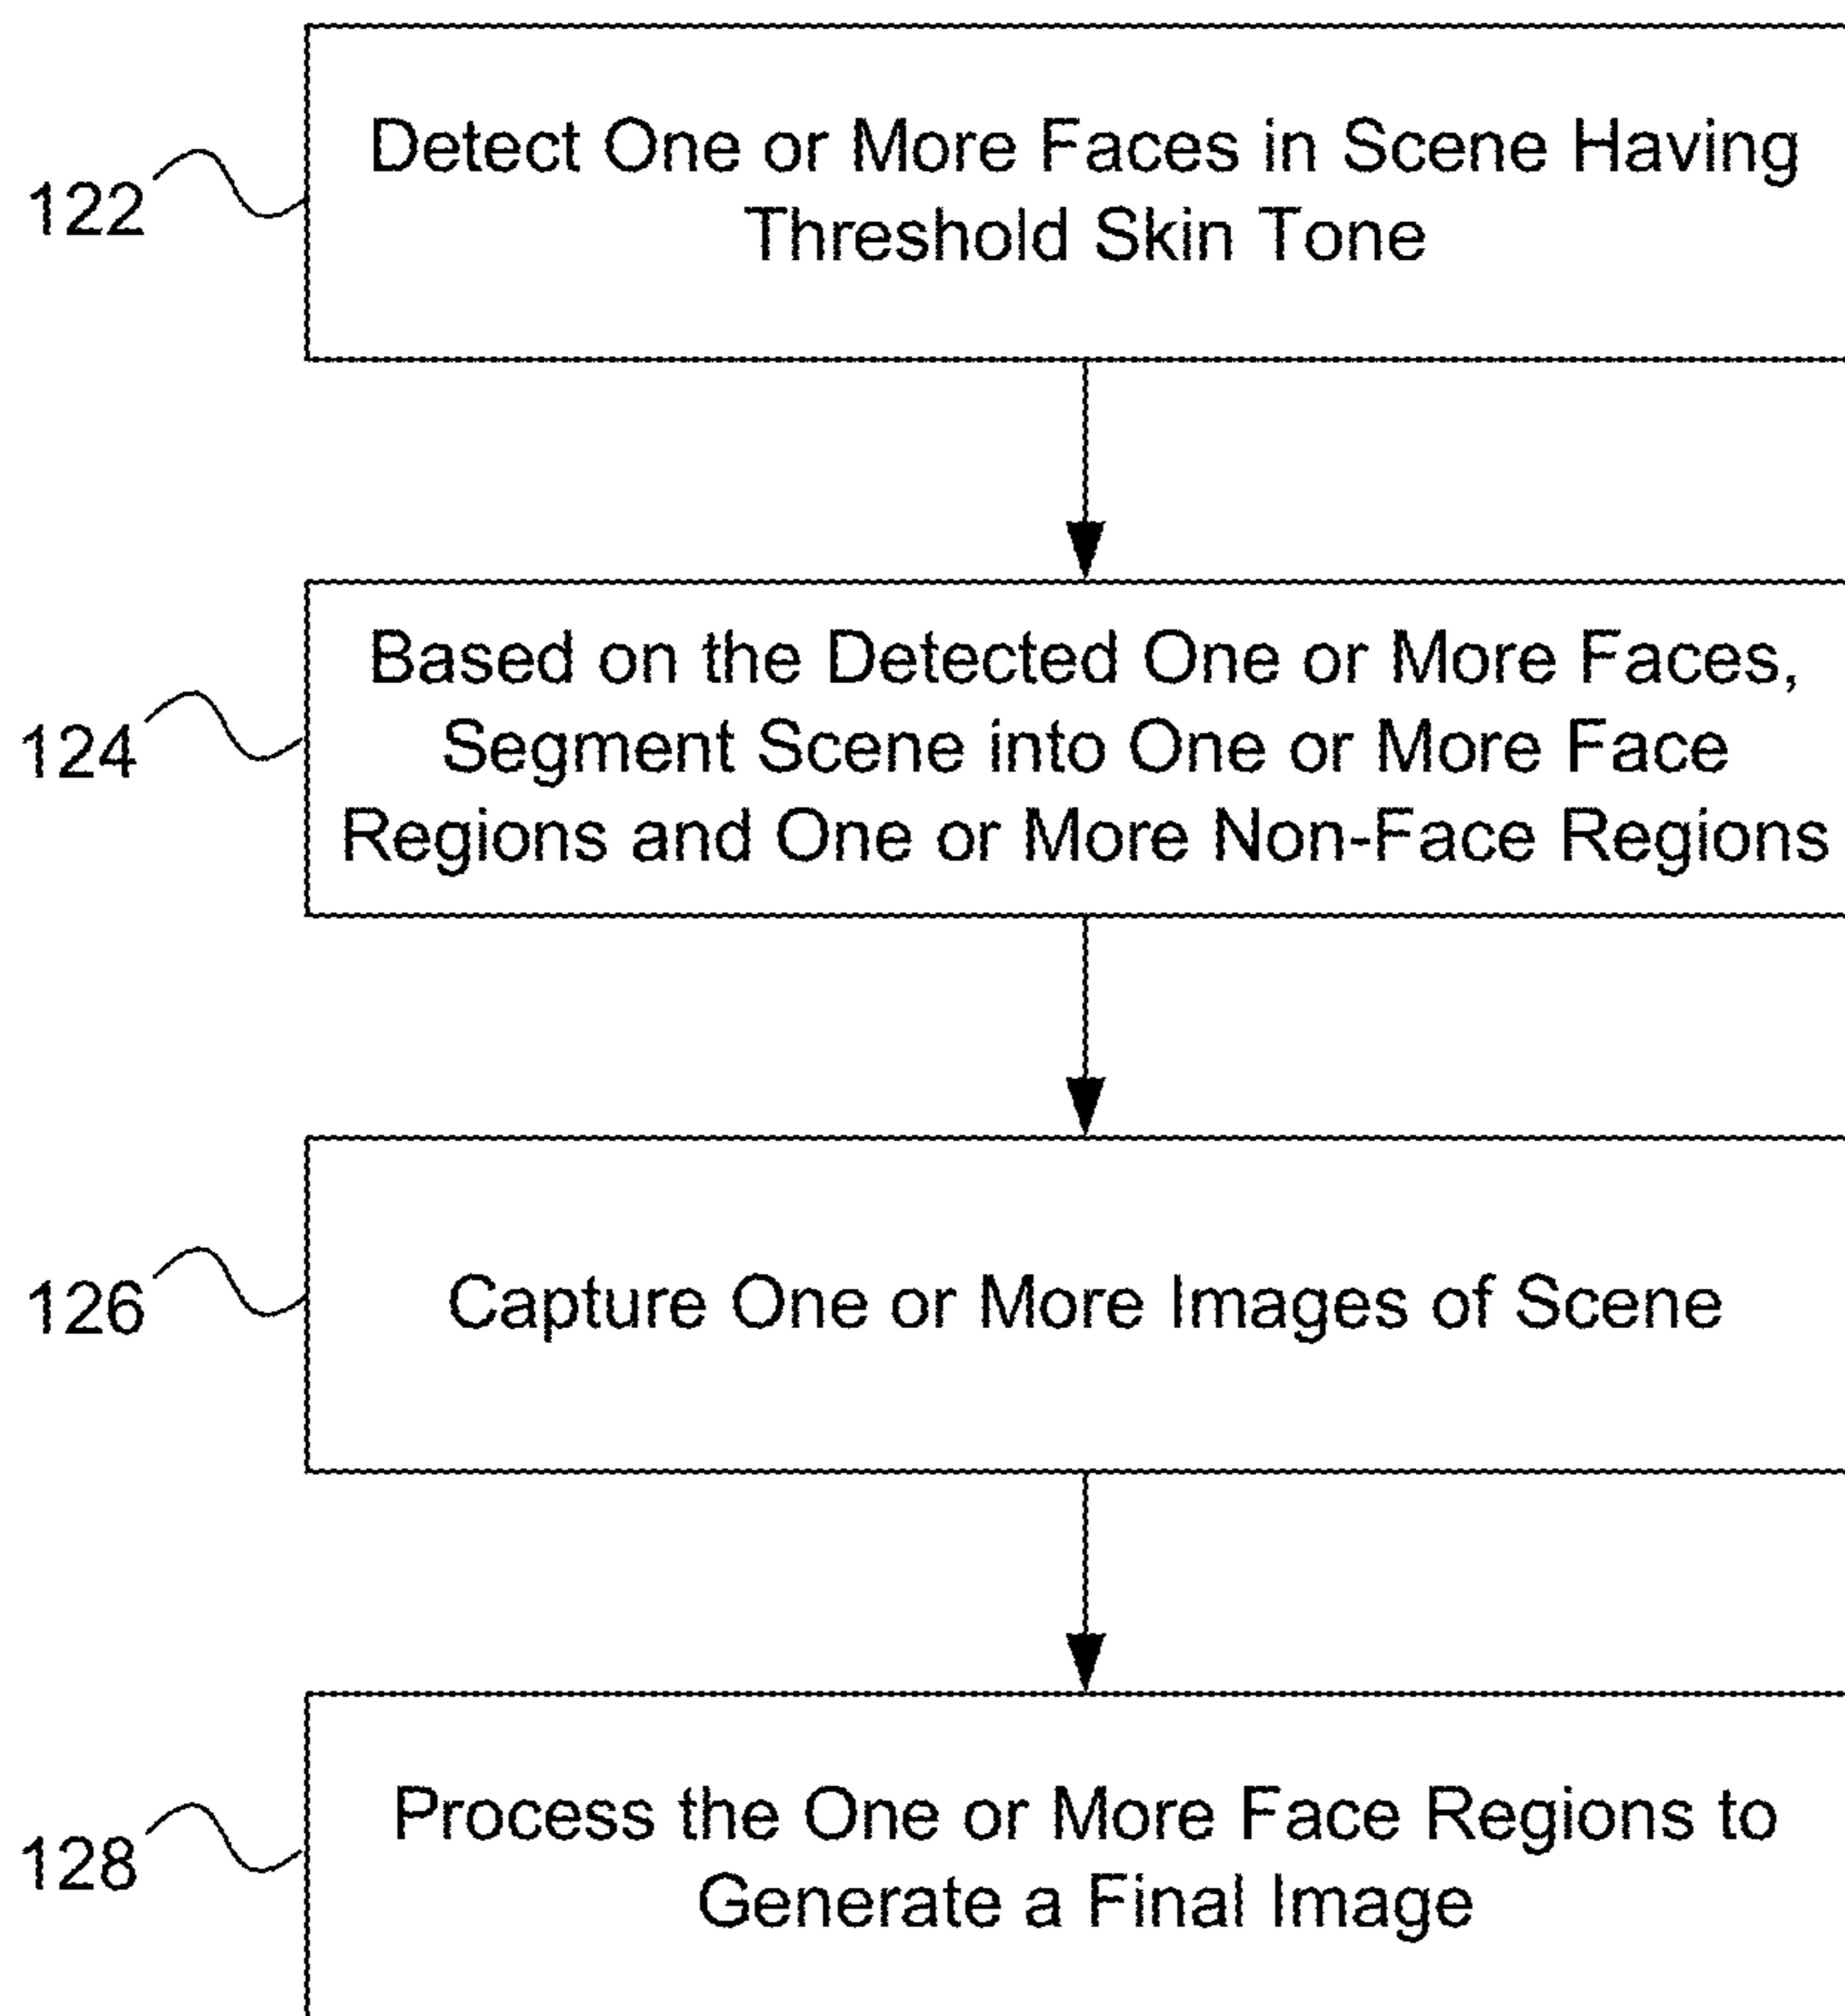 122
Detect One or More Faces in Scene Having
Threshold Skin Tone
124
Based on the Detected One or More Faces,
Segment Scene into One or More Face
Regions and One or More Non-Face Regions
126
Capture One or More Images of Scene
128
Process the One or More Face Regions to
Generate a Final Image